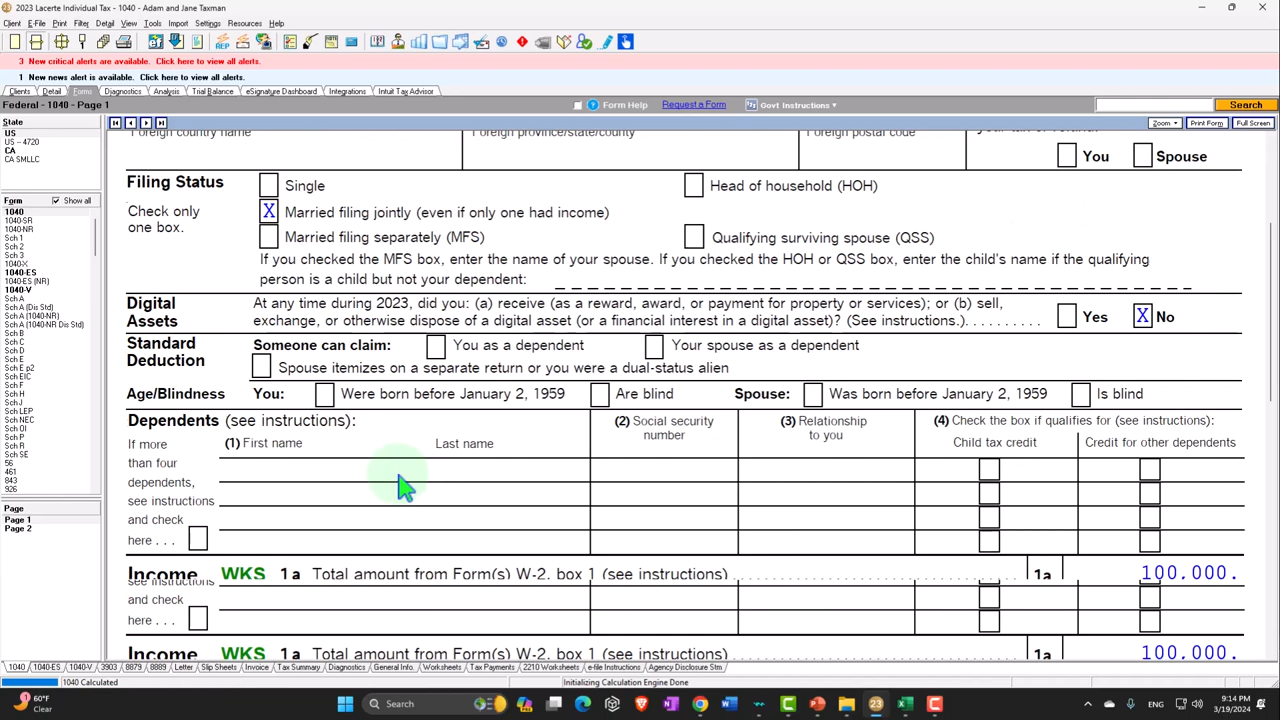 2023 Lacerte Individual Tax - 1040 - Adam and Jane Taxman
Client E-File Print Filter Detail View Tools Import Settings Resources Help
3 New critical alerts are available. Click here to view all alerts.
1 New news alert is available. Click here to view all alerts.
Clients Detail Forms Diagnostics Analysis Trial Balance eSignature Dashboard Integrations Intuit Tax Advisor
Federal - 1040 - Page 1
Form Help Request a Form Govt Instructions Search
State
US
US - 4720
CA
CA SMLLC
Zoom Print Form Full Screen
Form Show all
1040
1040-SR
1040-NR
Sch 1
Sch 2
Sch 3
1040-X
1040-ES
1040-ES (NR)
1040-V
Sch A
Sch A (Dis Std)
Sch A (1040-NR)
Sch A (1040-NR Dis Std)
Sch B
Sch C
Sch D
Sch E
Sch E p2
Sch EIC
Sch F
Sch H
Sch J
Sch LEP
Sch NEC
Sch OI
Sch P
Sch R
Sch SE
56
461
843
926
Page
Page 1
Page 2
Foreign country name Foreign province/state/county Foreign postal code your tax or refund.
You Spouse
Filing Status Single Head of household (HOH)
Check only one box.
X Married filing jointly (even if only one had income)
Married filing separately (MFS) Qualifying surviving spouse (QSS)
If you checked the MFS box, enter the name of your spouse. If you checked the HOH or QSS box, enter the child's name if the qualifying
person is a child but not your dependent:
Digital Assets
At any time during 2023, did you: (a) receive (as a reward, award, or payment for property or services); or (b) sell,
exchange, or otherwise dispose of a digital asset (or a financial interest in a digital asset)? (See instructions.) Yes X No
Standard Deduction
Someone can claim: You as a dependent Your spouse as a dependent
Spouse itemizes on a separate return or you were a dual-status alien
Age/Blindness You: Were born before January 2, 1959 Are blind Spouse: Was born before January 2, 1959 Is blind
Dependents (see instructions):
(2) Social security number
(3) Relationship to you
(4) Check the box if qualifies for (see instructions):
If more than four dependents, see instructions and check here . . .
(1) First name Last name
Child tax credit Credit for other dependents
Income WKS 1a Total amount from Form(s) W-2, box 1 (see instructions) 1a 100,000.
see instructions
and check
here . . .
Income WKS 1a Total amount from Form(s) W-2, box 1 (see instructions) 1a 100,000.
1040 1040-ES 1040-V 3903 8879 8889 Letter Slip Sheets Invoice Tax Summary Diagnostics General Info. Worksheets Tax Payments 2210 Worksheets e-file Instructions Agency Disclosure Stm
1040 Calculated Initializing Calculation Engine Done
60°F
Clear
Search
ENG
9:14 PM
3/19/2024